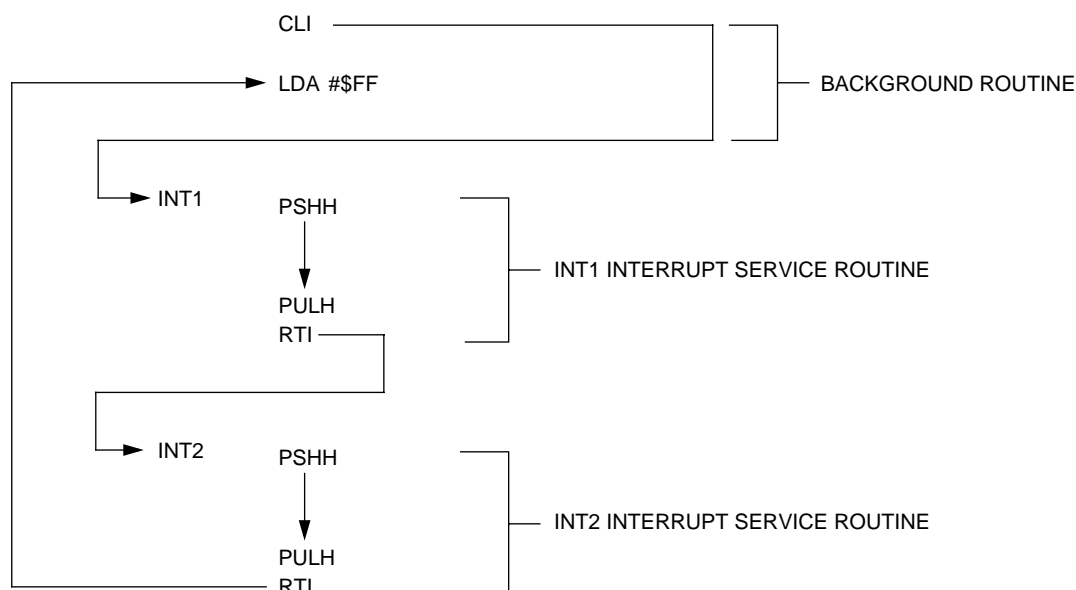 CLI
LDA #$FF
BACKGROUND ROUTINE
INT1
PSHH
INT1 INTERRUPT SERVICE ROUTINE
PULH
RTI
INT2
PSHH
INT2 INTERRUPT SERVICE ROUTINE
PULH
RTI